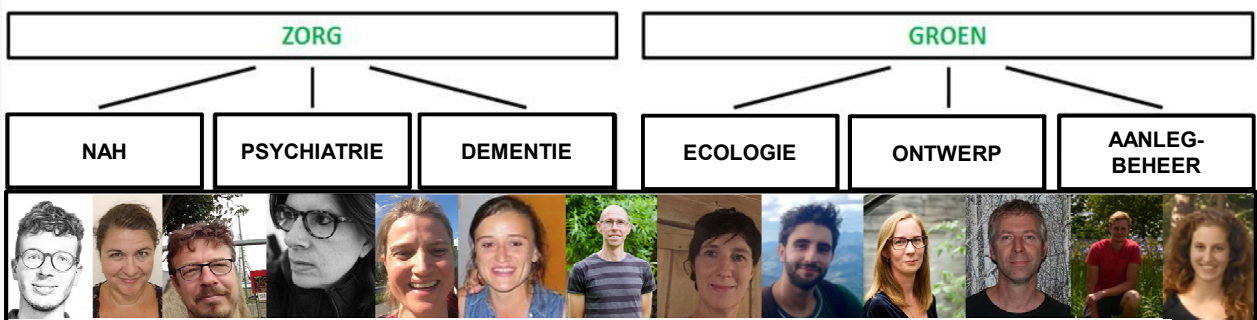 ZORG
GROEN
NAH
PSYCHIATRIE
DEMENTIE
ECOLOGIE
ONTWERP
AANLEG-
BEHEER